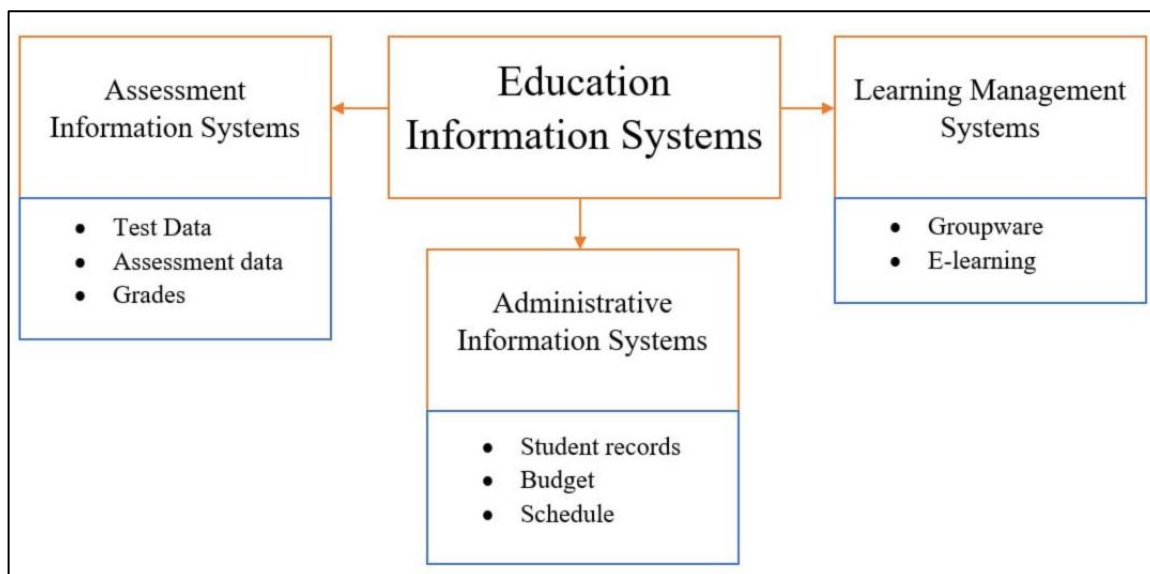 Education
Information Systems
Assessment
Information Systems
• Test Data
• Assessment data
• Grades
Administrative
Information Systems
• Student records
• Budget
• Schedule
Learning Management
Systems
• Groupware
• E-learning